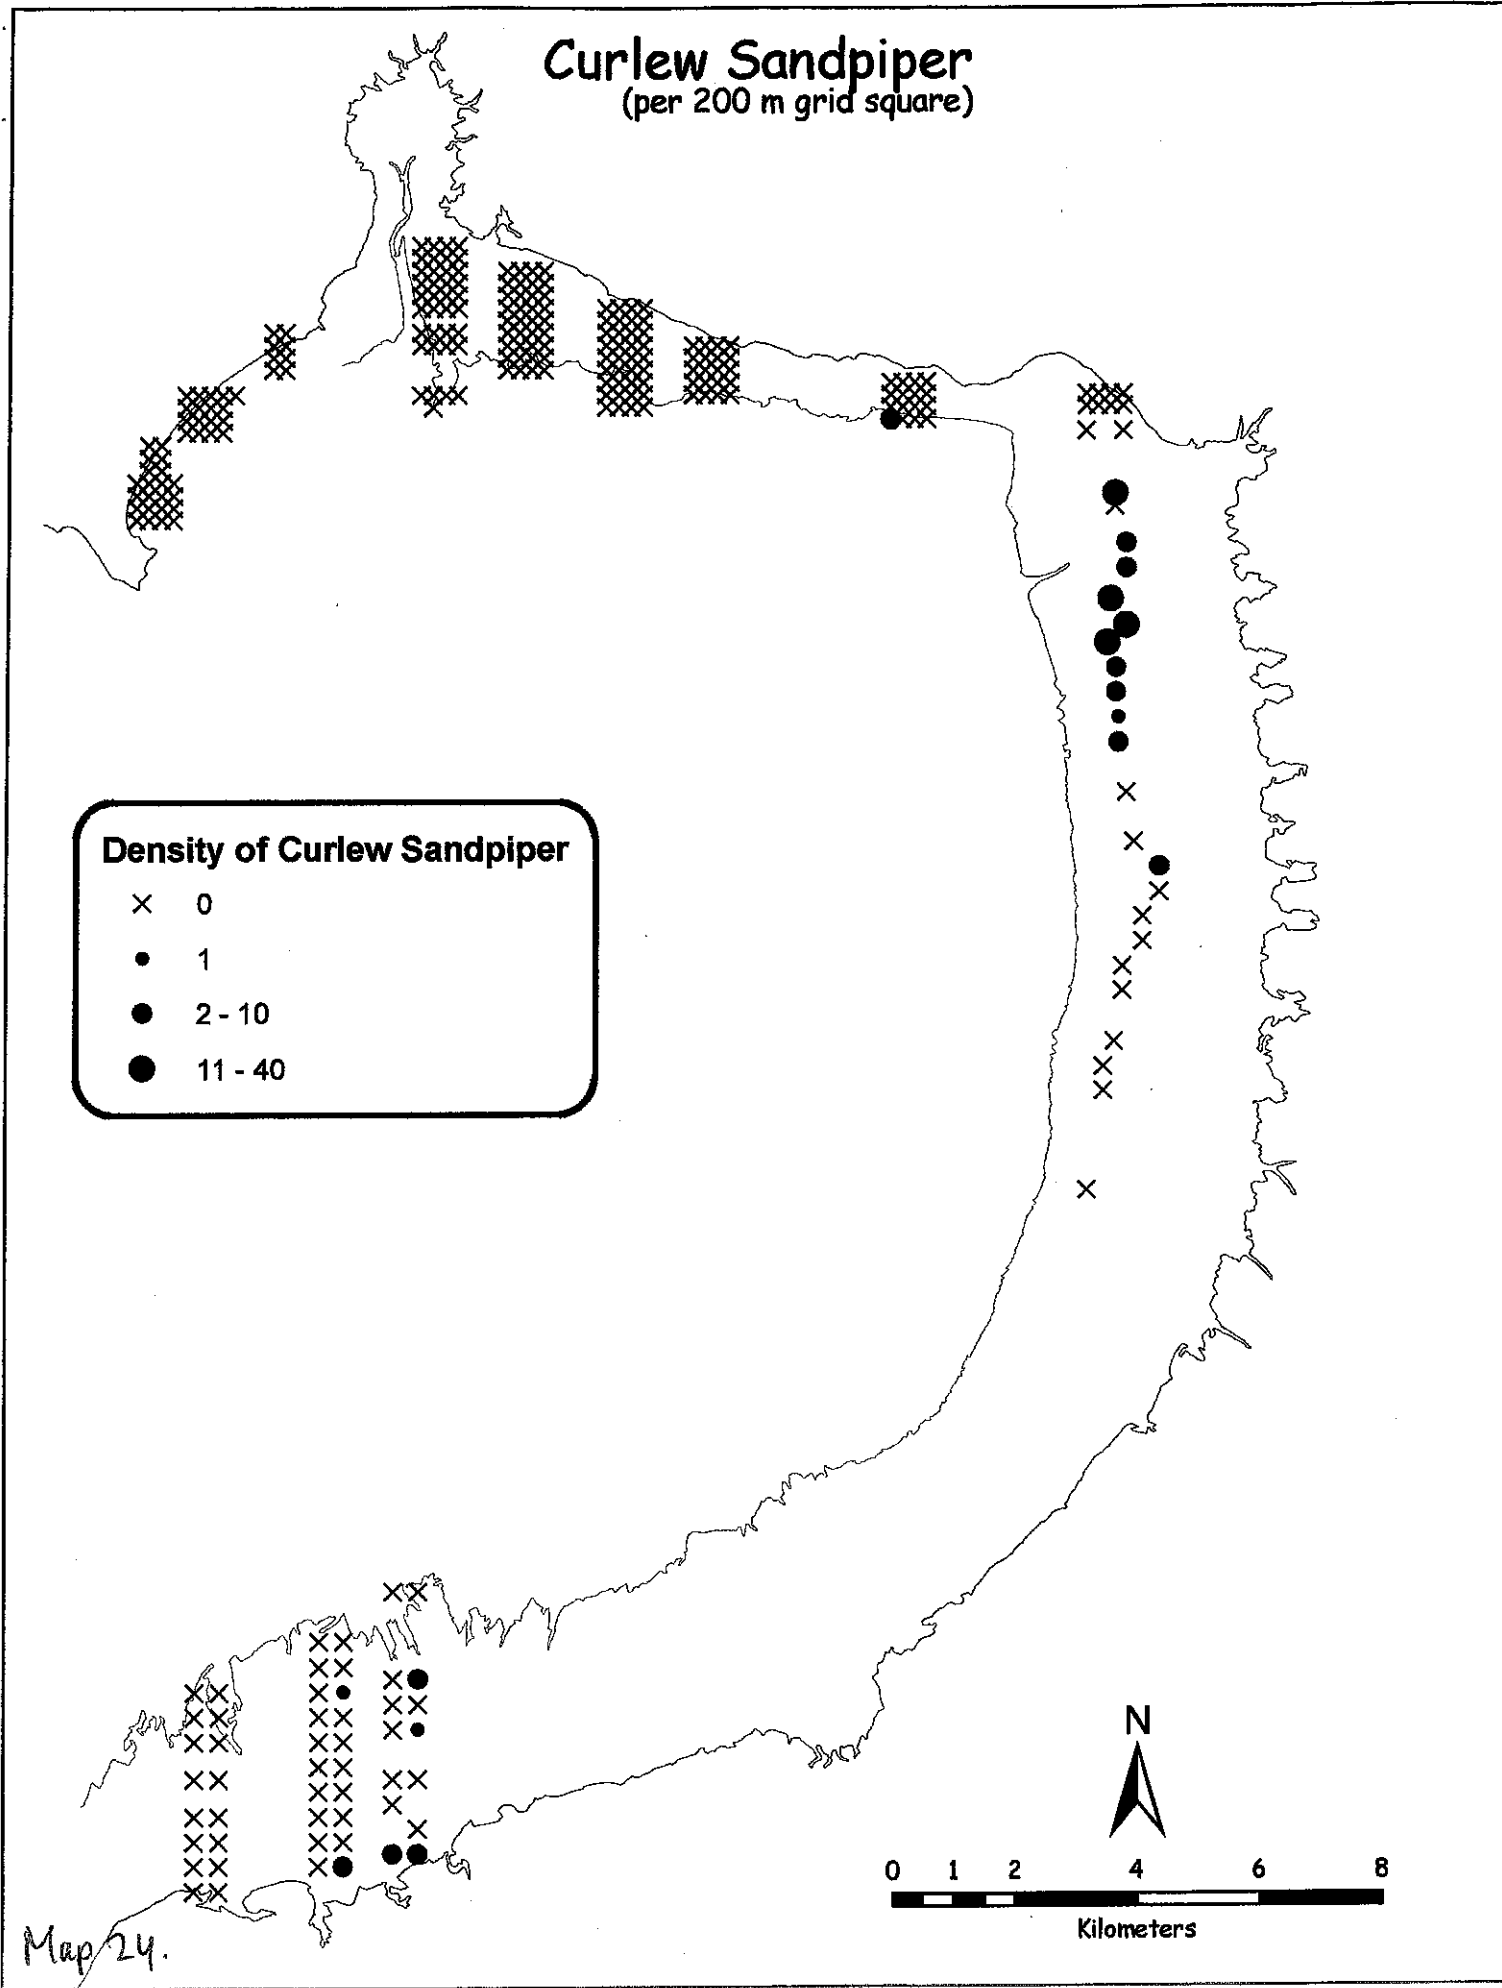 Curlew Sandpiper
(per 200 m grid square)
Density of Curlew Sandpiper
0
1
2 - 10
11 - 40
N
0 1 2 4 6 8
Kilometers
Map 24.